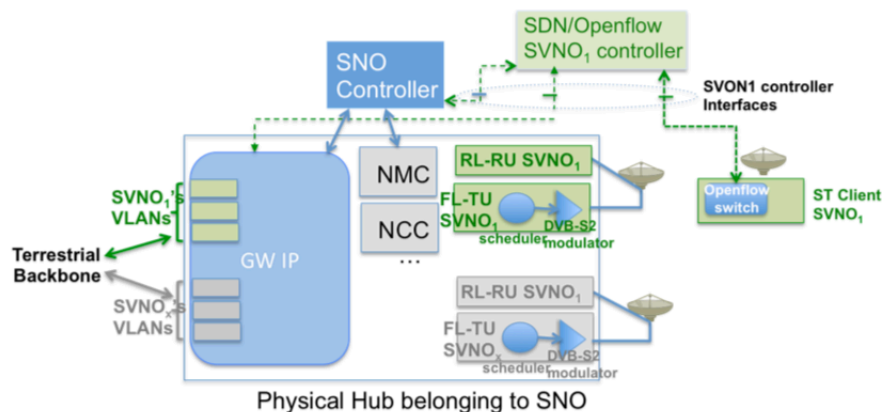 SDN/Openflow
SVNO1 controller
SNO
Controller
SVON1 controller
Interfaces
RL-RU SVNO1
NMC
SVNO1's
VLANs
FL-TU
SVNO1
scheduler
DVB-S2
modulator
Openflow
switch
ST Client
SVNO1
NCC
Terrestrial
Backbone
GW IP
...
SVNOx's
VLANs
RL-RU SVNO1
FL-TU
SVNOx
scheduler
DVB-S2
modulator
Physical Hub belonging to SNO